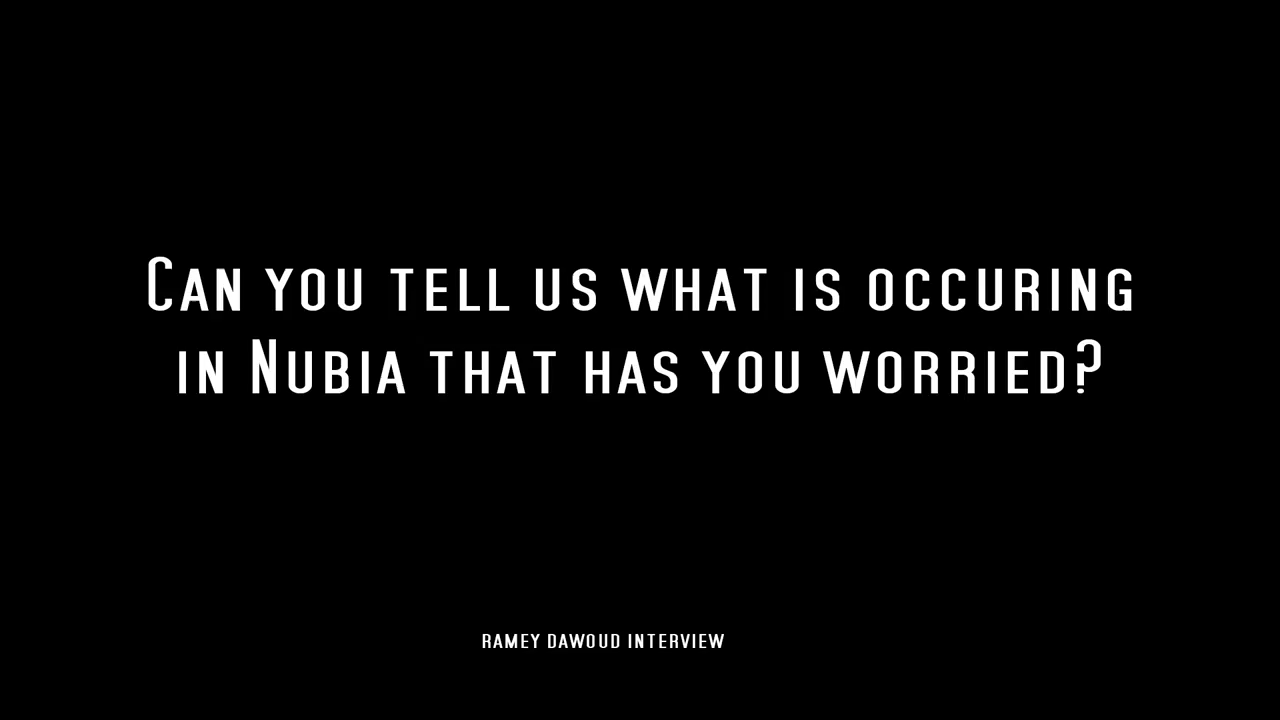 Can you tell us what is occuring
in Nubia that has you worried?
RAMEY DAWOUD INTERVIEW